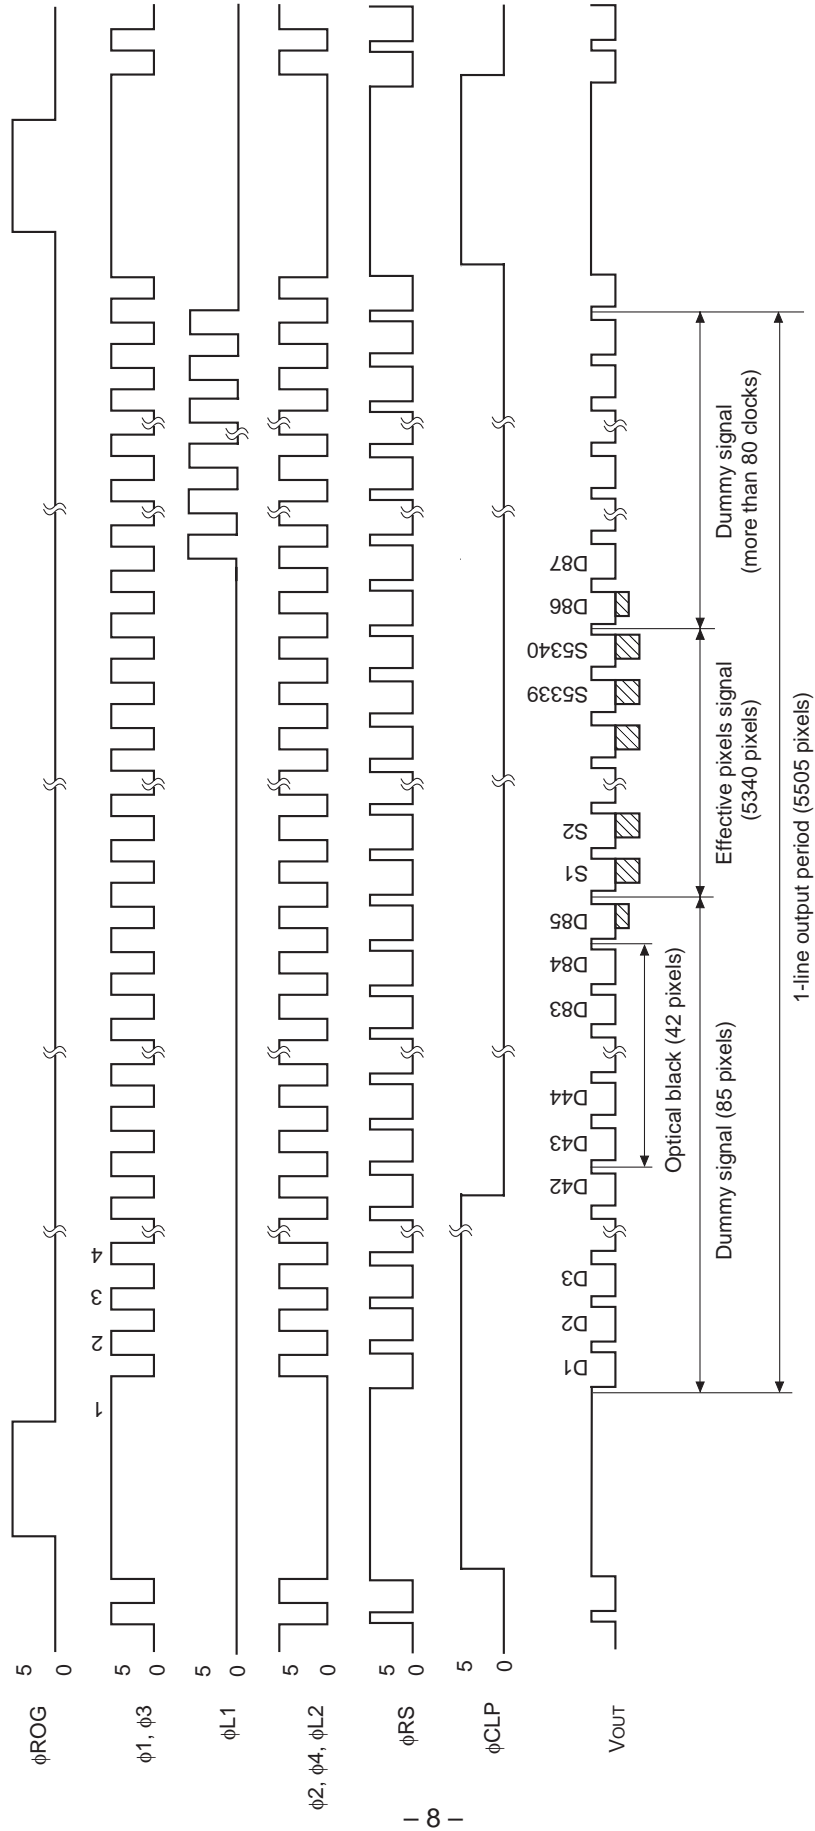 ϕROG
5
0
ϕ1, ϕ3
5
0
1
2
3
4
ϕL1
5
0
ϕ2, ϕ4, ϕL2
5
0
ϕRS
5
0
ϕCLP
5
0
VOUT
D1
D2
D3
D42
D43
D44
D83
D84
D85
S1
S2
S5339
S5340
D86
D87
Optical black (42 pixels)
Dummy signal (85 pixels)
Effective pixels signal
(5340 pixels)
Dummy signal
(more than 80 clocks)
1-line output period (5505 pixels)
– 8 –